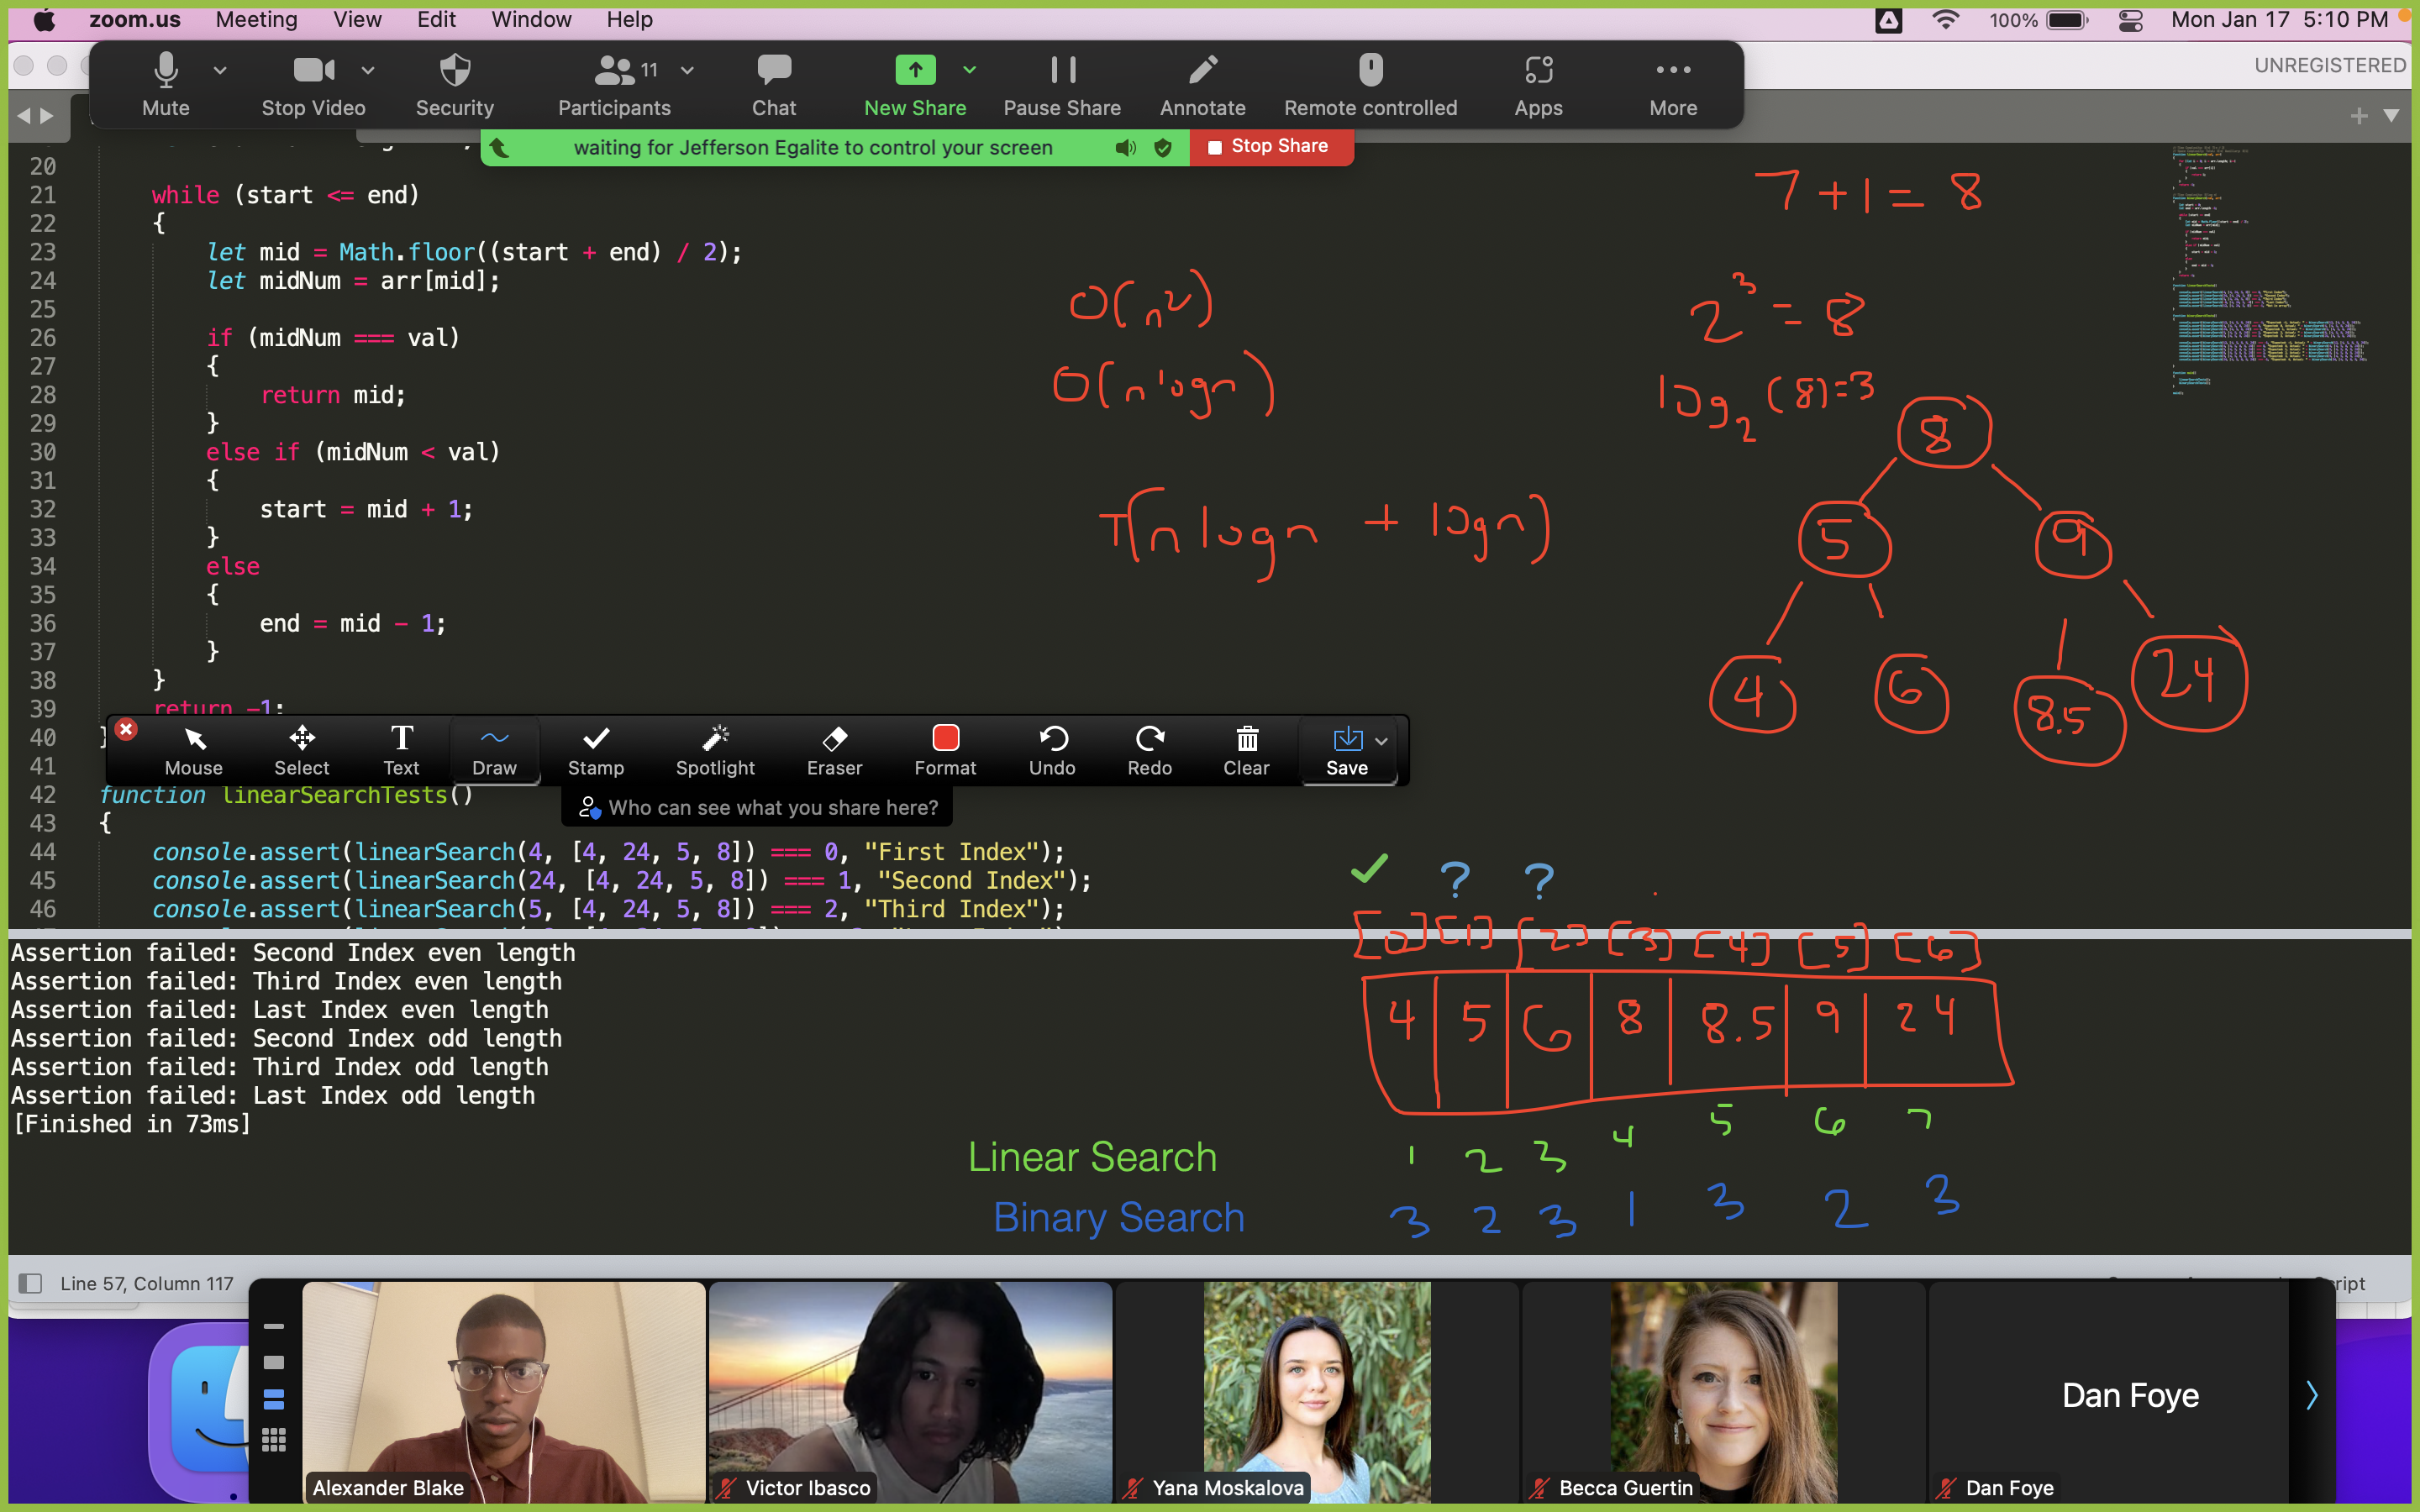 zoom.us Meeting View Edit Window Help 100% Mon Jan 17 5:10 PM
UNREGISTERED
Mute Stop Video Security 11 Participants Chat New Share Pause Share Annotate Remote controlled Apps More
waiting for Jefferson Egalite to control your screen Stop Share
20
21 while (start <= end)
22 {
23 let mid = Math.floor((start + end) / 2);
24 let midNum = arr[mid];
25
26 if (midNum === val)
27 {
28 return mid;
29 }
30 else if (midNum < val)
31 {
32 start = mid + 1;
33 }
34 else
35 {
36 end = mid - 1;
37 }
38 }
39 return -1;
40 }
41
42 function linearSearchTests()
43 {
44 console.assert(linearSearch(4, [4, 24, 5, 8]) === 0, "First Index");
45 console.assert(linearSearch(24, [4, 24, 5, 8]) === 1, "Second Index");
46 console.assert(linearSearch(5, [4, 24, 5, 8]) === 2, "Third Index");
7+1=8
O(n²)
2³=8
O(n logn)
log₂(8)=3
T(n logn + logn)
8
5 9
4 6 8.5 24
Mouse Select Text Draw Stamp Spotlight Eraser Format Undo Redo Clear Save
Who can see what you share here?
? ?
[0] [1] [2] [3] [4] [5] [6]
4 5 6 8 8.5 9 24
Linear Search 1 2 3 4 5 6 7
Binary Search 3 2 3 1 3 2 3
Assertion failed: Second Index even length
Assertion failed: Third Index even length
Assertion failed: Last Index even length
Assertion failed: Second Index odd length
Assertion failed: Third Index odd length
Assertion failed: Last Index odd length
[Finished in 73ms]
Line 57, Column 117
Dan Foye
Alexander Blake Victor Ibasco Yana Moskalova Becca Guertin Dan Foye